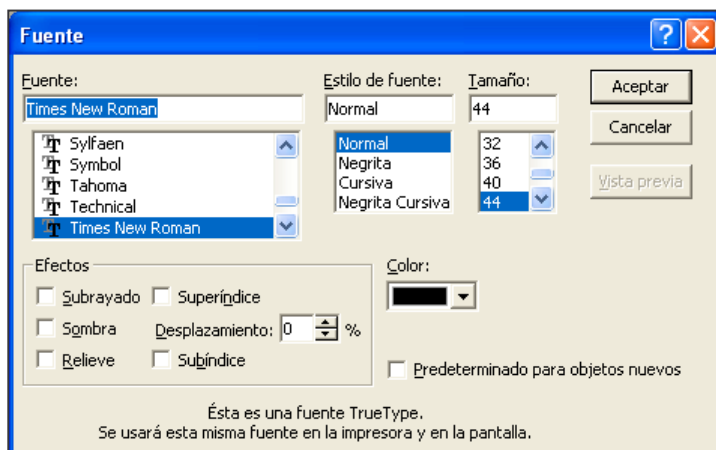 Fuente
Fuente:
Estilo de fuente:
Tamaño:
Times New Roman
Normal
44
Aceptar
Cancelar
Vista previa
Sylfaen
Symbol
Tahoma
Technical
Times New Roman
Normal
Negrita
Cursiva
Negrita Cursiva
32
36
40
44
Efectos
Subrayado
Superíndice
Sombra
Desplazamiento: 0 %
Relieve
Subíndice
Color:
Predeterminado para objetos nuevos
Ésta es una fuente TrueType.
Se usará esta misma fuente en la impresora y en la pantalla.